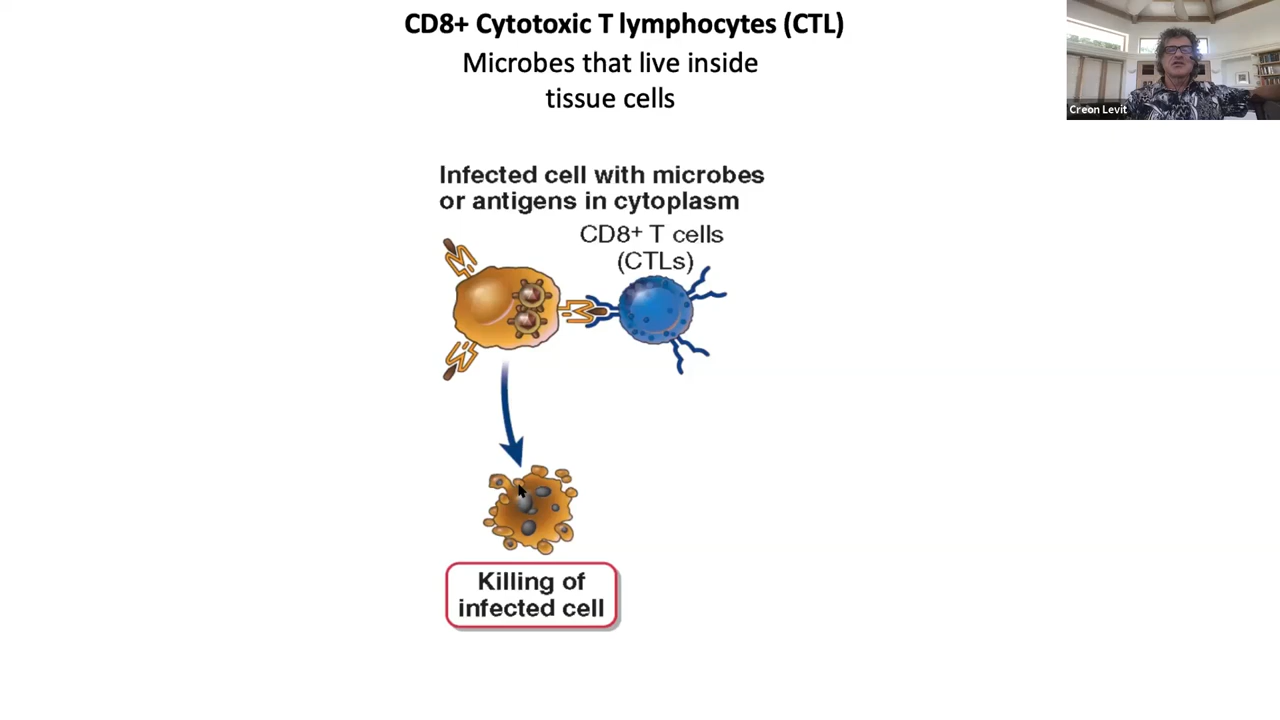 CD8+ Cytotoxic T lymphocytes (CTL)
Microbes that live inside
tissue cells
Creon Levit
Infected cell with microbes
or antigens in cytoplasm
CD8+ T cells
(CTLs)
Killing of
infected cell